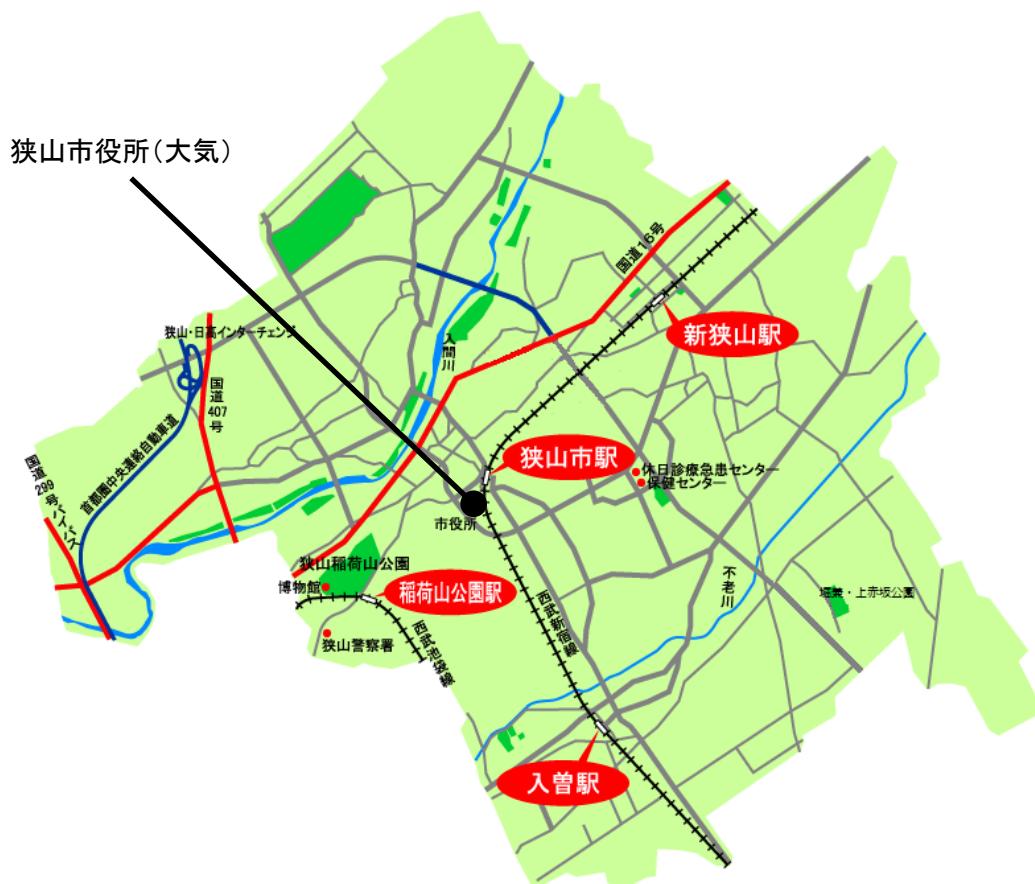 狭山市役所（大気）
国道16号
新狭山駅
狭山・日高インターチェンジ
入間川
国道407号
首都圏中央連絡自動車道
国道299号バイパス
狭山市駅
休日診療急患センター
保健センター
市役所
狭山稲荷山公園
博物館
稲荷山公園駅
不老川
堀兼・上赤坂公園
狭山警察署
西武池袋線
西武新宿線
入曽駅